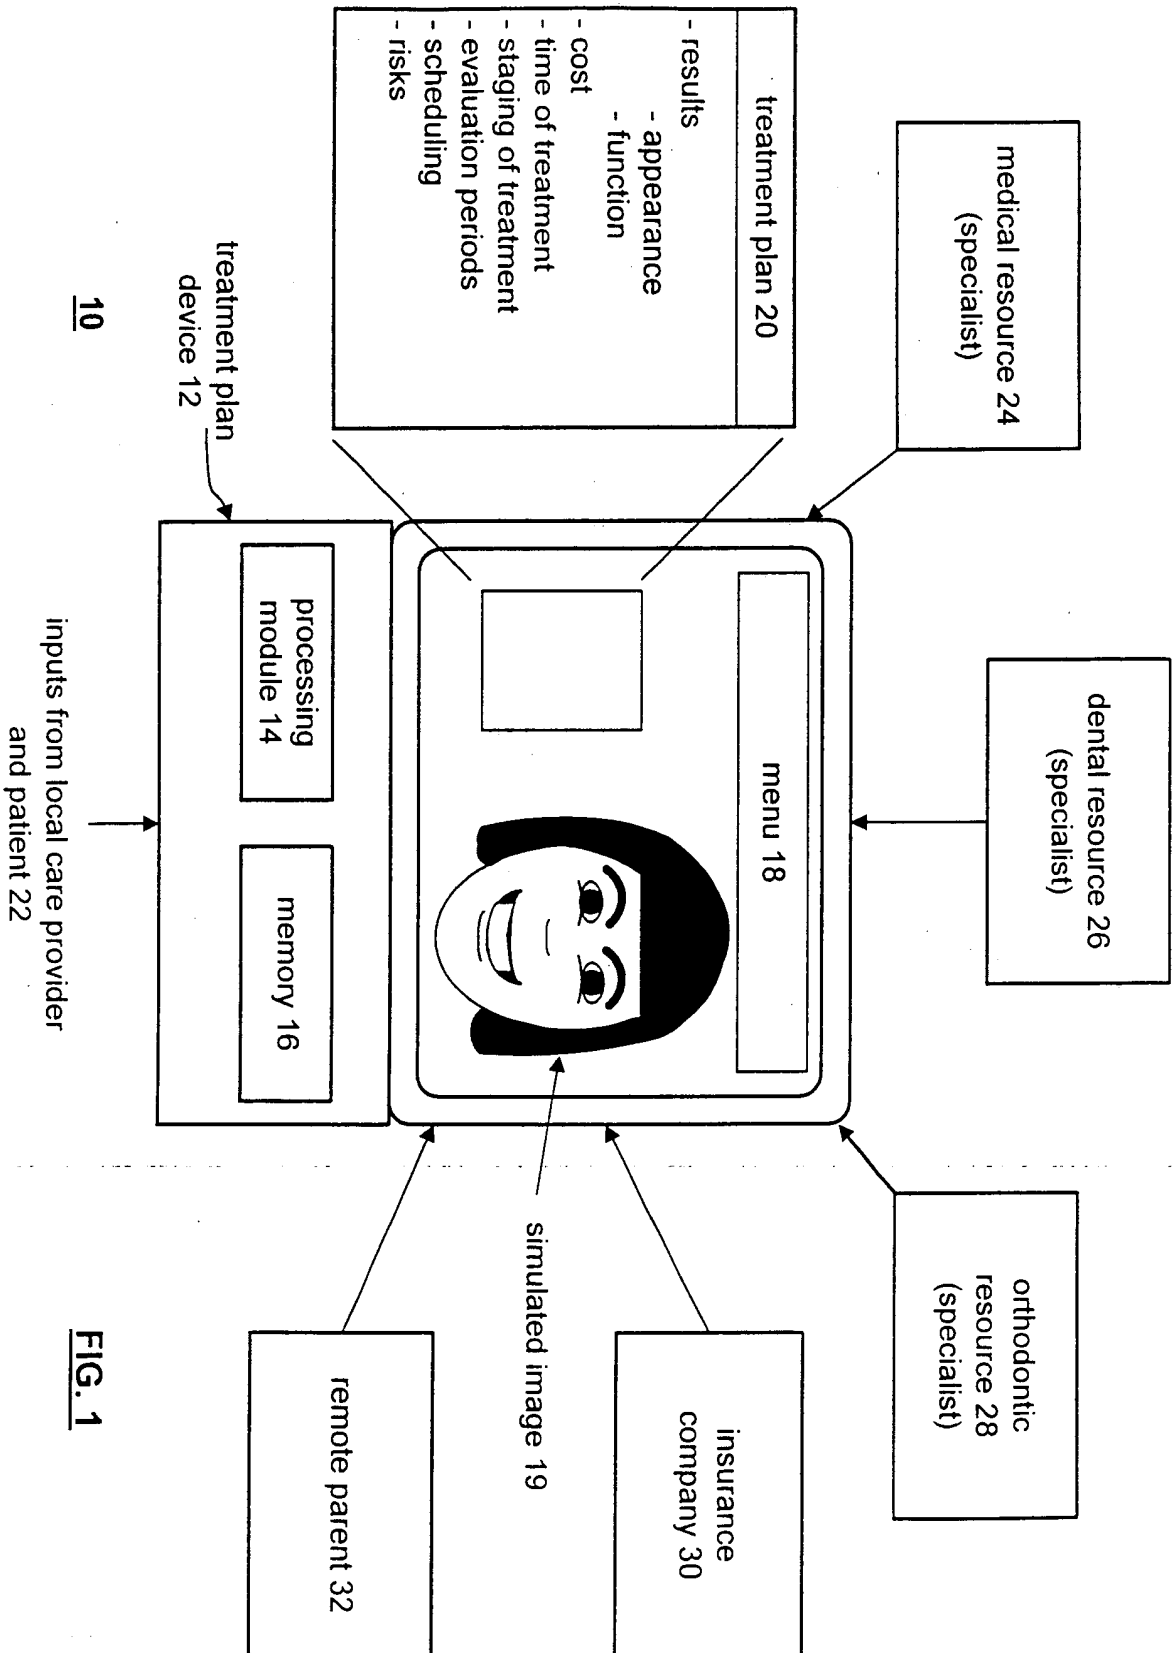 medical resource 24
(specialist)
dental resource 26
(specialist)
orthodontic
resource 28
(specialist)
treatment plan 20
- results
- appearance
- function
- cost
- time of treatment
- staging of treatment
- evaluation periods
- scheduling
- risks
menu 18
insurance
company 30
simulated image 19
remote parent 32
treatment plan
device 12
processing
module 14
memory 16
inputs from local care provider
and patient 22
10
FIG. 1